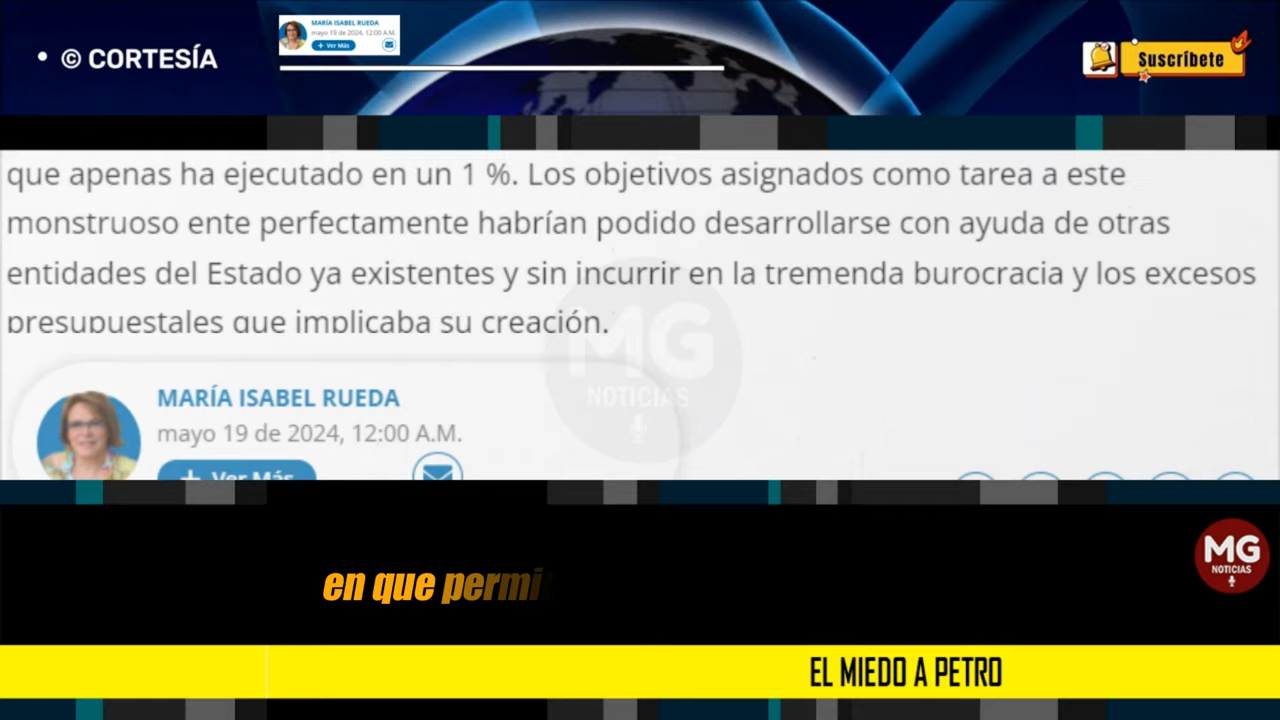 • © CORTESÍA
MARÍA ISABEL RUEDA
mayo 19 de 2024, 12:00 A.M.
+ Ver Más
Suscríbete
que apenas ha ejecutado en un 1 %. Los objetivos asignados como tarea a este
monstruoso ente perfectamente habrían podido desarrollarse con ayuda de otras
entidades del Estado ya existentes y sin incurrir en la tremenda burocracia y los excesos
presupuestales que implicaba su creación.
MG
NOTICIAS
MARÍA ISABEL RUEDA
mayo 19 de 2024, 12:00 A.M.
+ Ver Más
MG
NOTICIAS
en que permi
EL MIEDO A PETRO